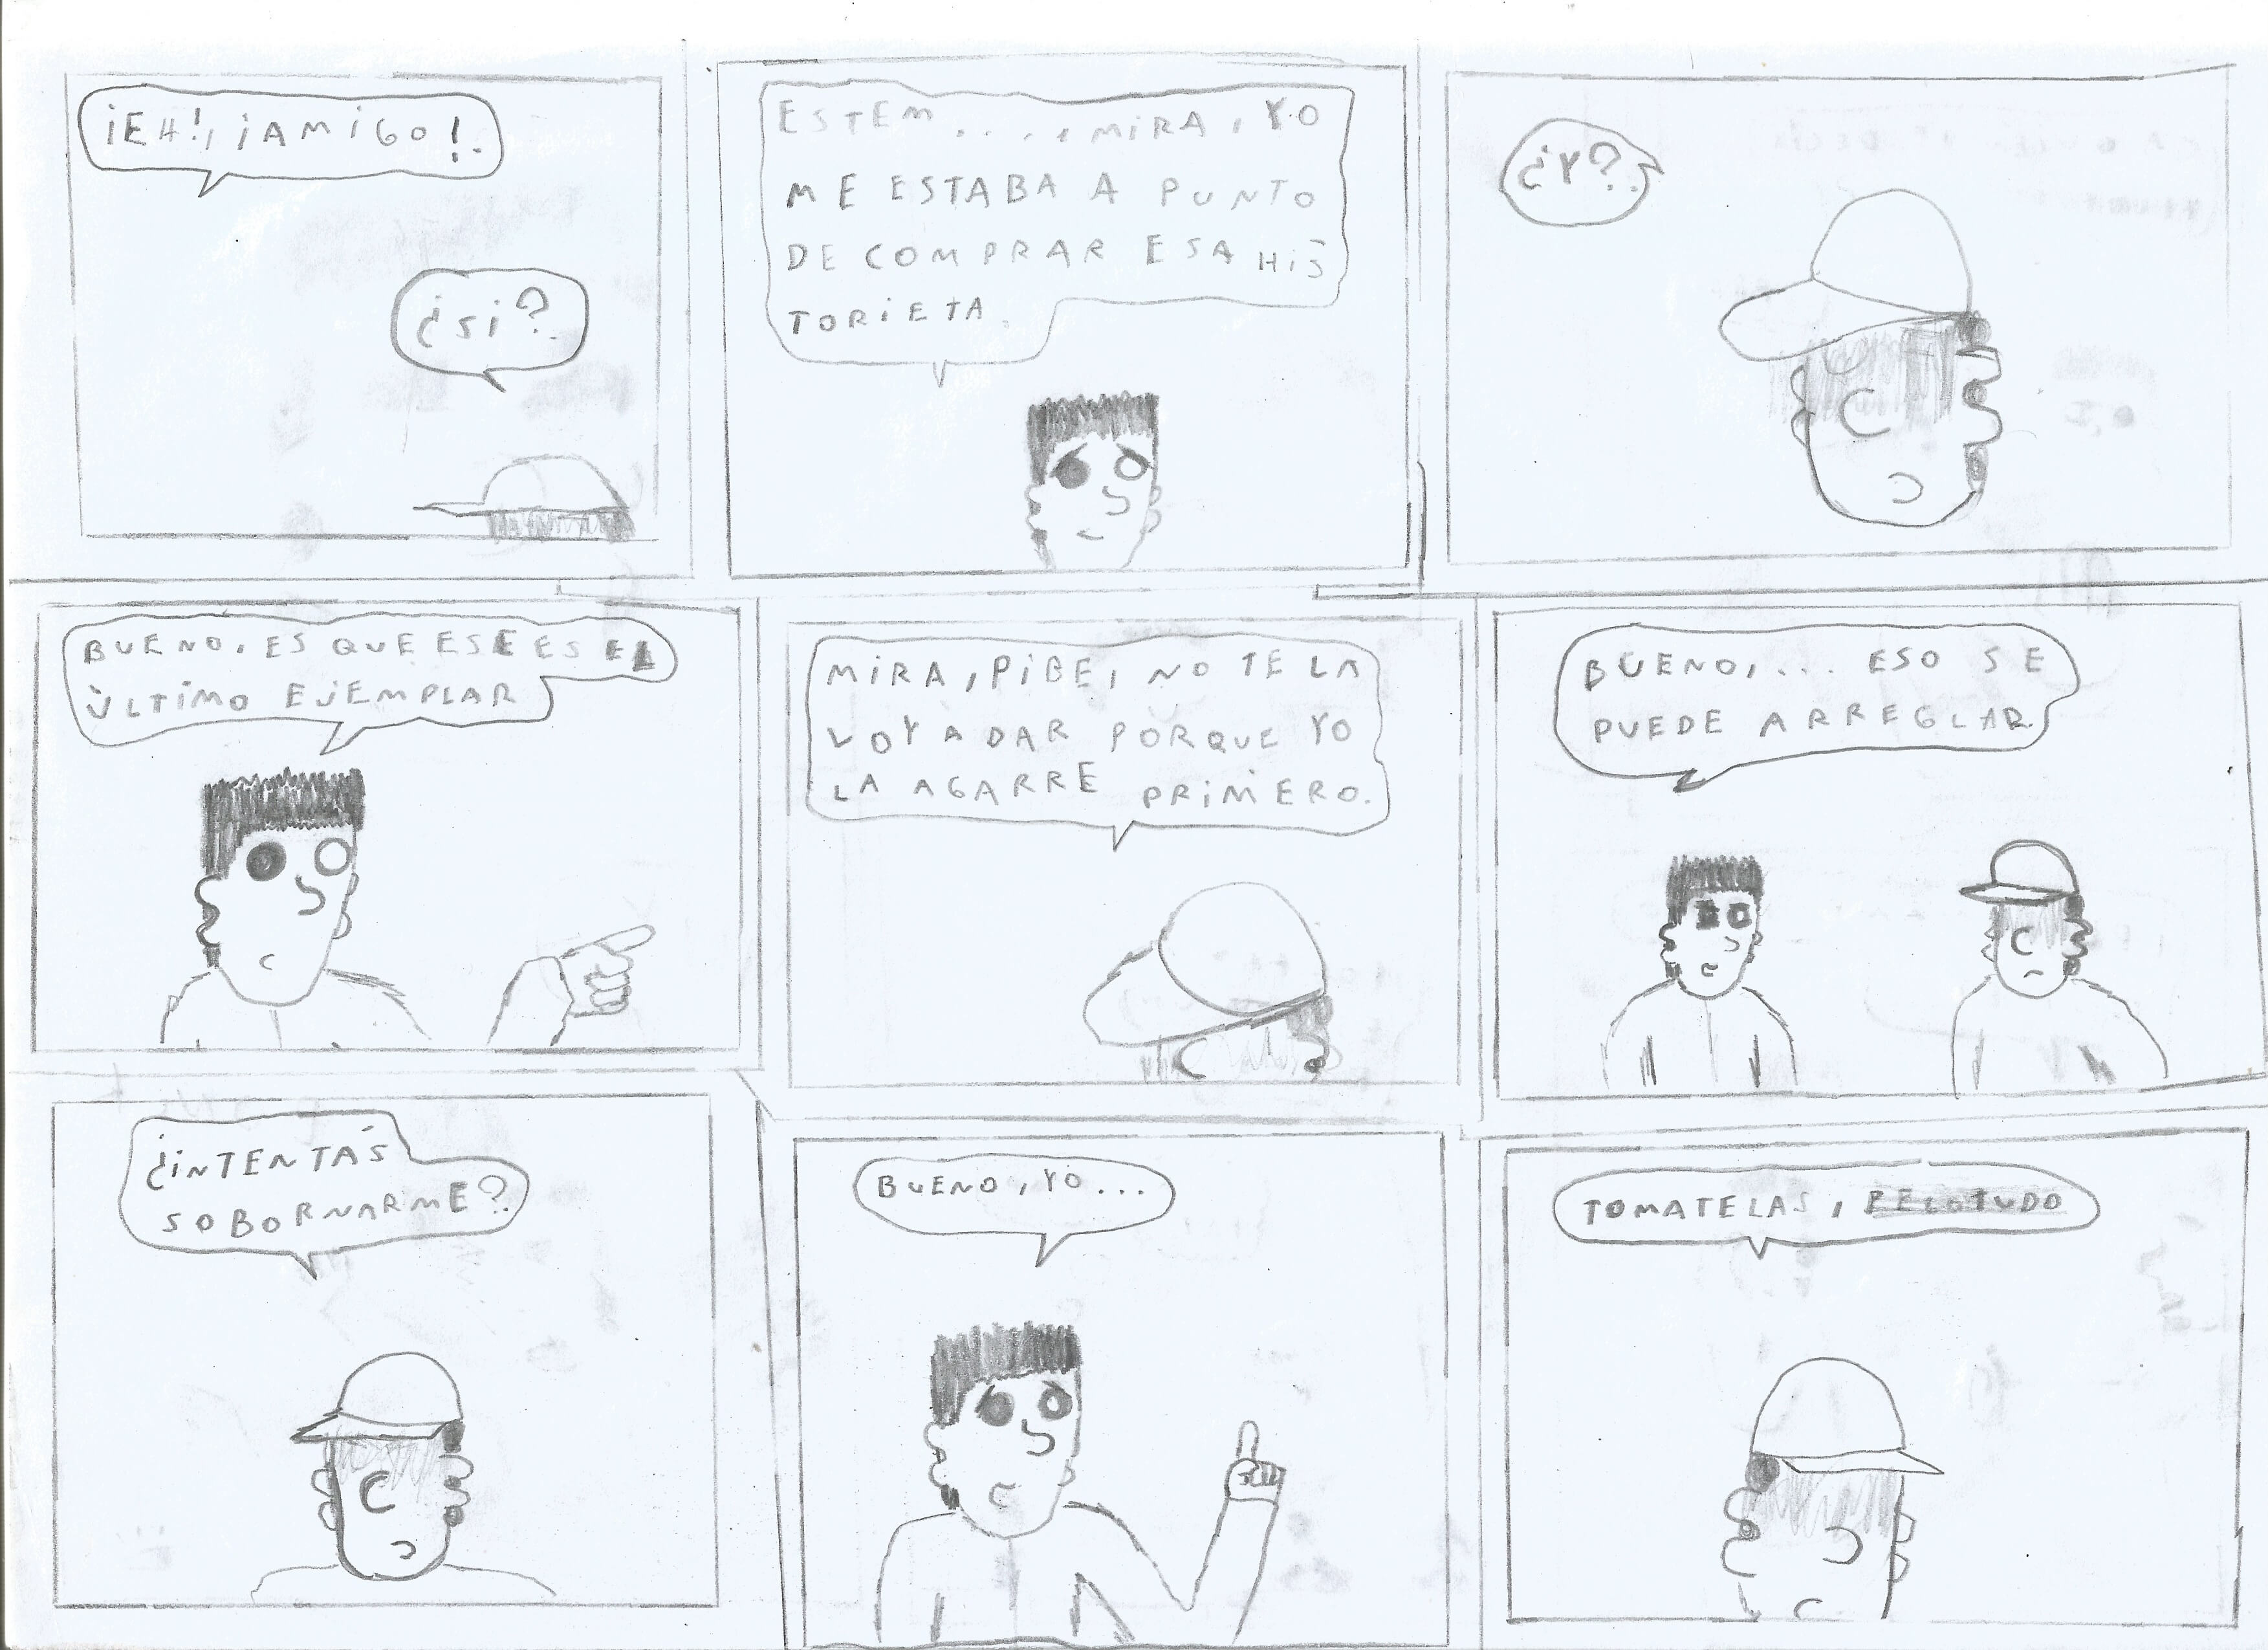 ¡EH!, ¡AMIGO!.
¿SI?
ESTEM...., MIRA, YO
ME ESTABA A PUNTO
DE COMPRAR ESA HIS
TORIETA.
¿Y?
BUENO, ES QUE ESE ES EL
ÚLTIMO EJEMPLAR
MIRA, PIBE, NO TE LA
VOY A DAR PORQUE YO
LA AGARRE PRIMERO.
BUENO,... ESO SE
PUEDE ARREGLAR.
¿INTENTÁS
SOBORNARME?
BUENO, YO...
TOMATELAS, PELOTUDO